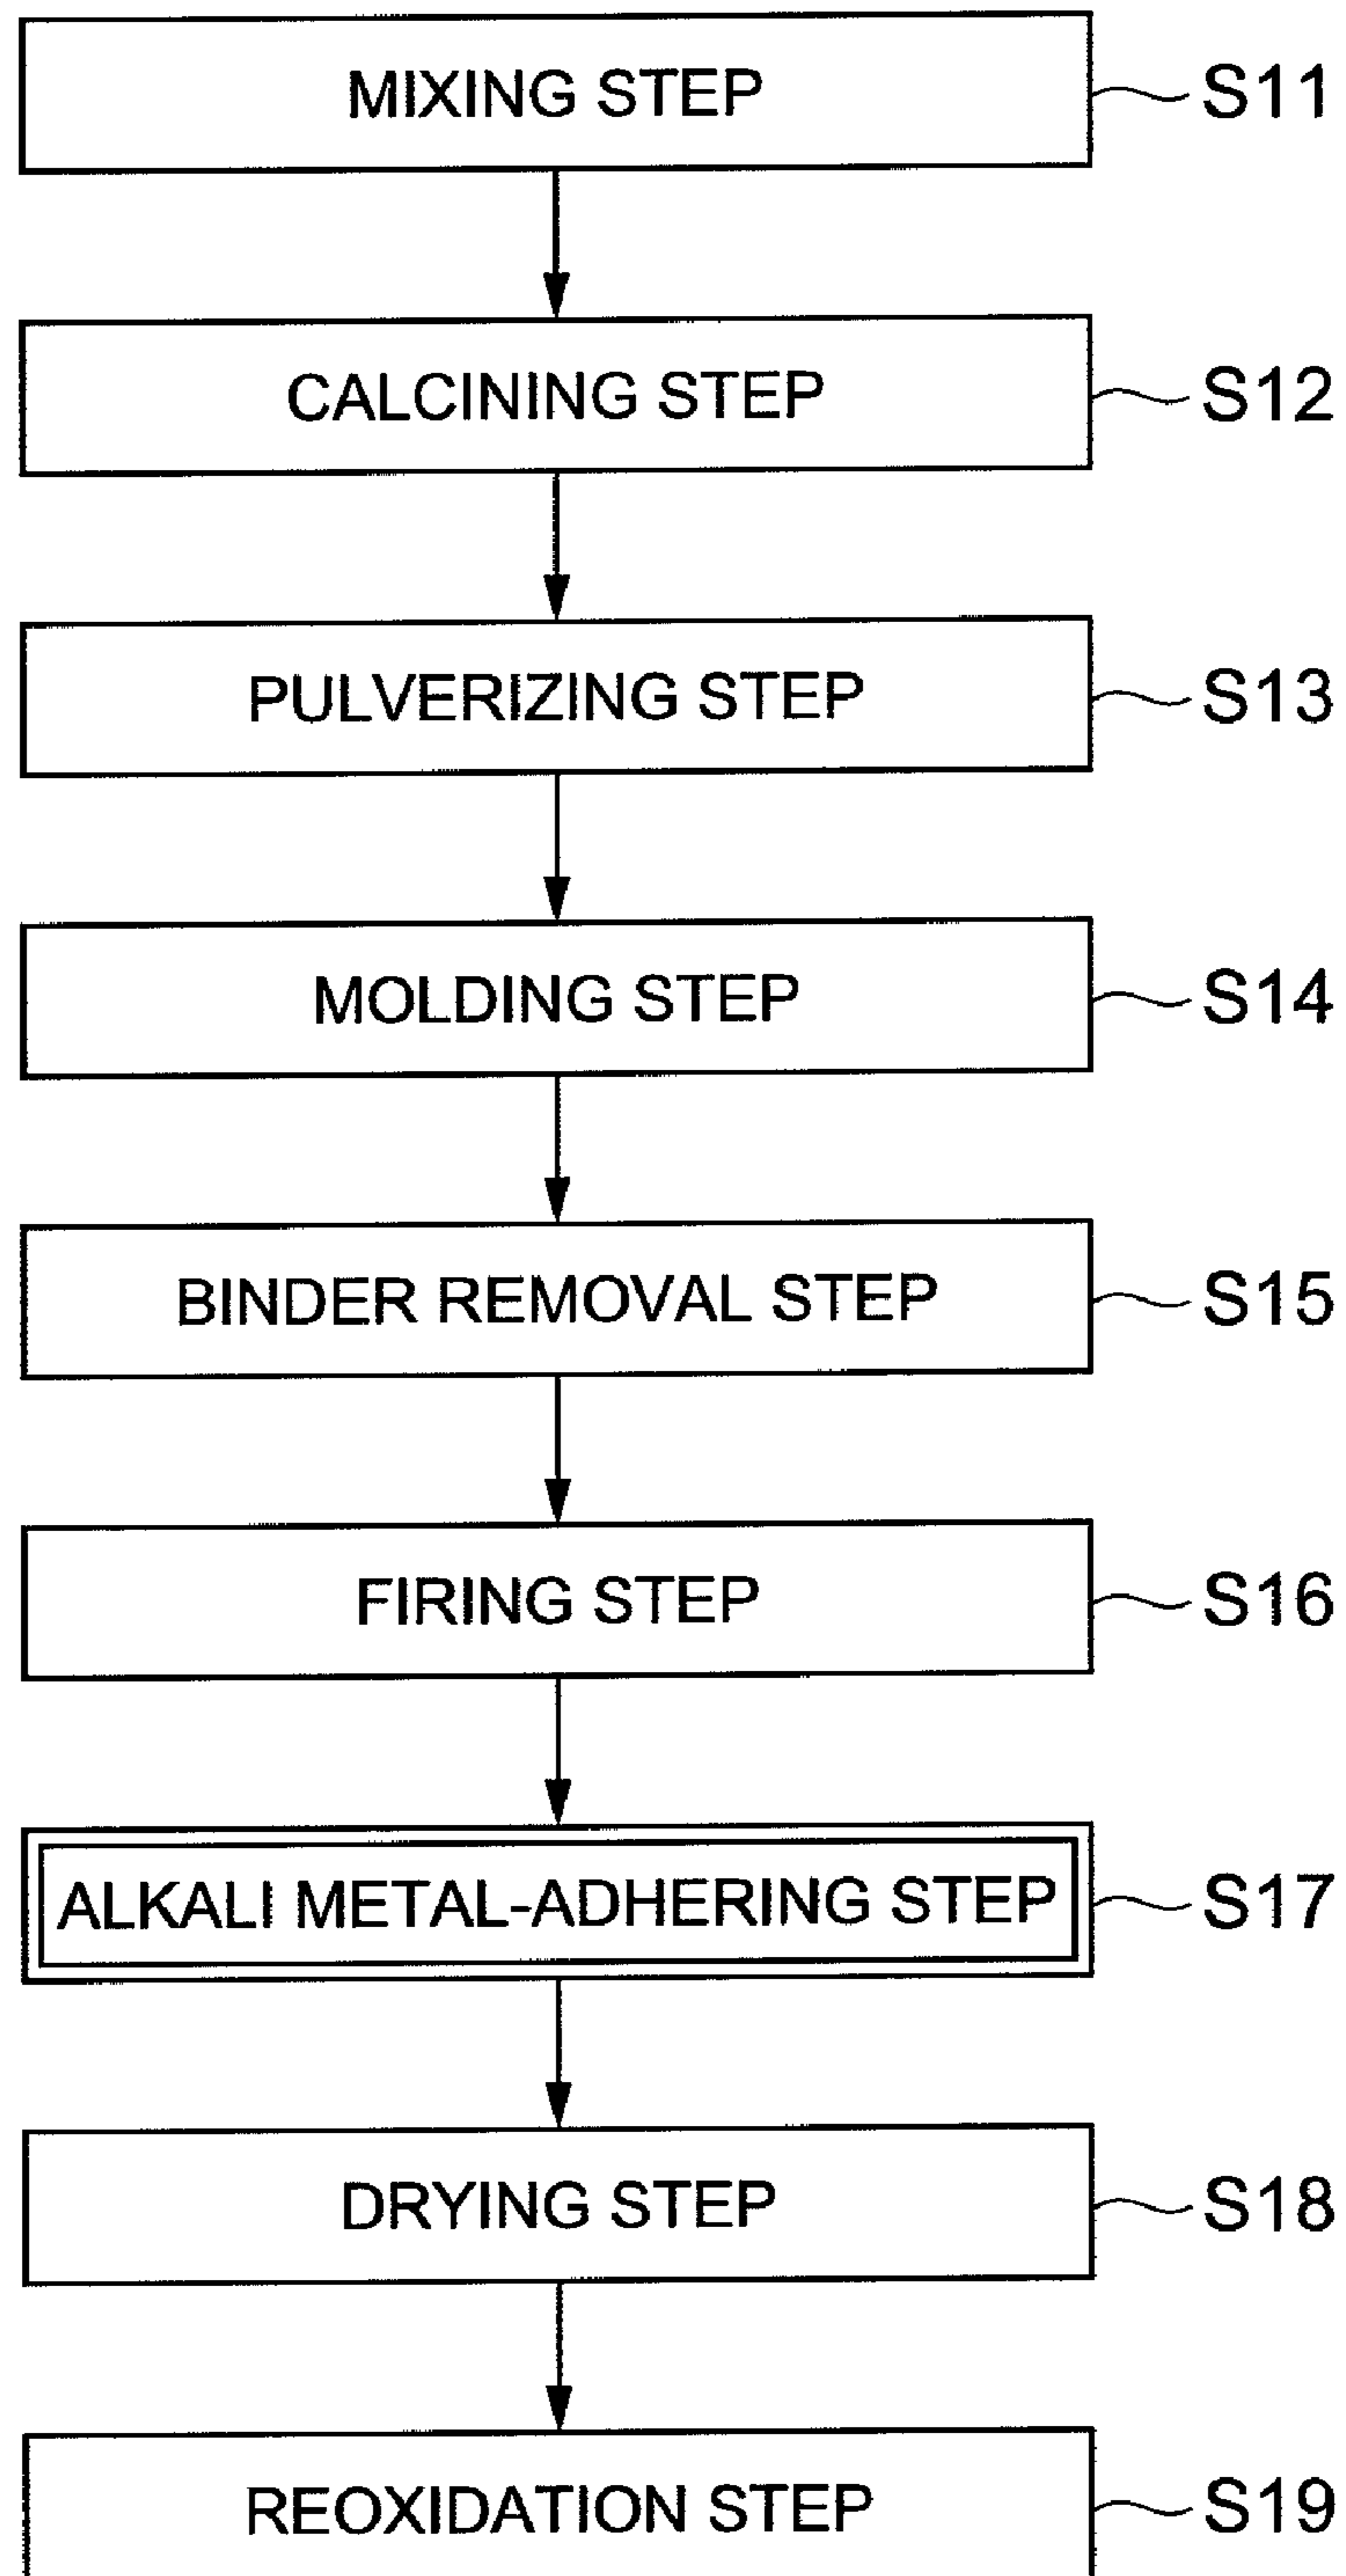 MIXING STEP S11
CALCINING STEP S12
PULVERIZING STEP S13
MOLDING STEP S14
BINDER REMOVAL STEP S15
FIRING STEP S16
ALKALI METAL-ADHERING STEP S17
DRYING STEP S18
REOXIDATION STEP S19